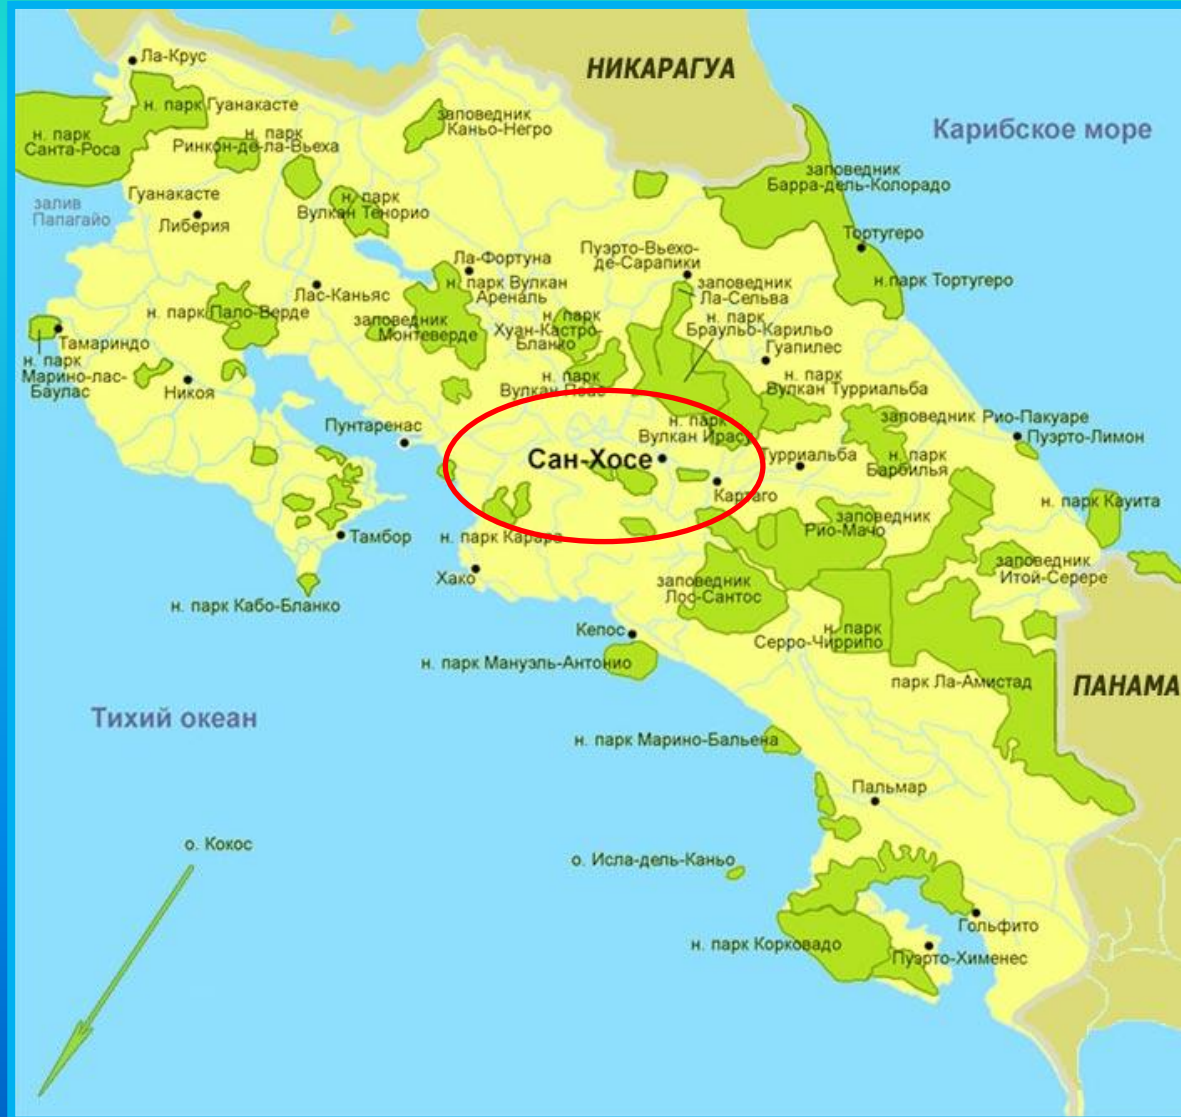 Ла-Крус
НИКАРАГУА
н. парк Гуанакасте
заповедник
Каньо-Негро
Карибское море
н. парк
Санта-Роса
н. парк
Ринкон-де-ла-Вьеха
заповедник
Барра-дель-Колорадо
Гуанакасте
залив
Папагайо
Либерия
н. парк
Вулкан Тенорио
Тортугеро
Пуэрто-Вьехо-
де-Сарапики
Ла-Фортуна
н. парк Вулкан
Ареналь
заповедник
Ла-Сельва
н.парк Тортугеро
Лас-Каньяс
н. парк Пало-Верде
заповедник
Монтеверде
н. парк
Хуан-Кастро-
Бланко
н. парк
Браульо-Карильо
Тамариндо
Гуапилес
н. парк
Марино-лас-
Баулас
Никоя
н. парк
Вулкан Поас
н. парк
Вулкан Турриальба
Пунтаренас
н. парк
Вулкан Ирасу
заповедник Рио-Пакуаре
Пуэрто-Лимон
Сан-Хосе
Турриальба
н. парк
Барбилья
Картаго
н. парк Кауита
Тамбор
н. парк Карара
заповедник
Рио-Мачо
Хако
заповедник
Лос-Сантос
заповедник
Итой-Серере
н. парк Кабо-Бланко
Кепос
н. парк
Серро-Чиррипо
н. парк Мануэль-Антонио
парк Ла-Амистад
ПАНАМА
Тихий океан
н. парк Марино-Бальена
Пальмар
о. Кокос
о. Исла-дель-Каньо
Гольфито
н. парк Корковадо
Пуэрто-Хименес